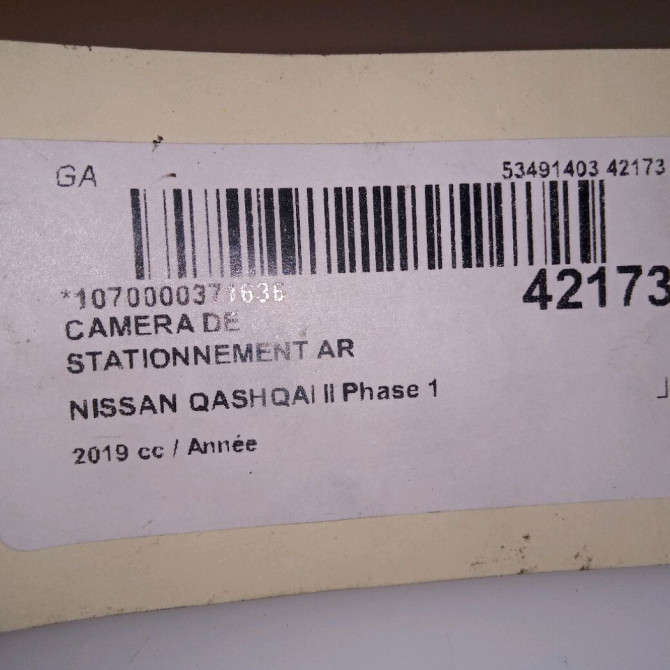 GA
53491403 42173
*1070000371636
42173
CAMERA DE
STATIONNEMENT AR
NISSAN QASHQAI II Phase 1
2019 cc / Année